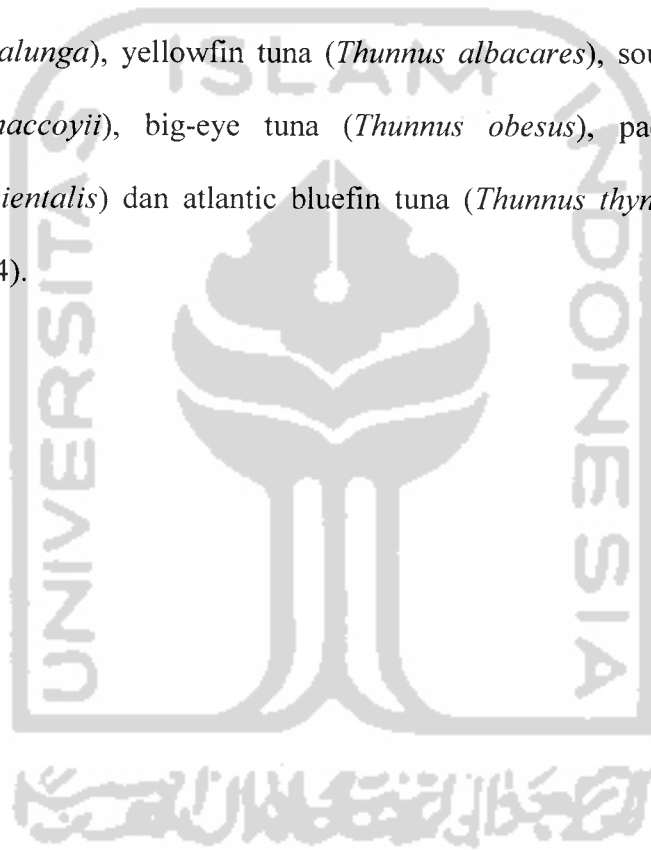 alunga), yellowfin tuna (Thunnus albacares), sou
naccoyii), big-eye tuna (Thunnus obesus), pac
ientalis) dan atlantic bluefin tuna (Thunnus thyn
4).
ISLAM
UNIVERSITAS
INDONESIA